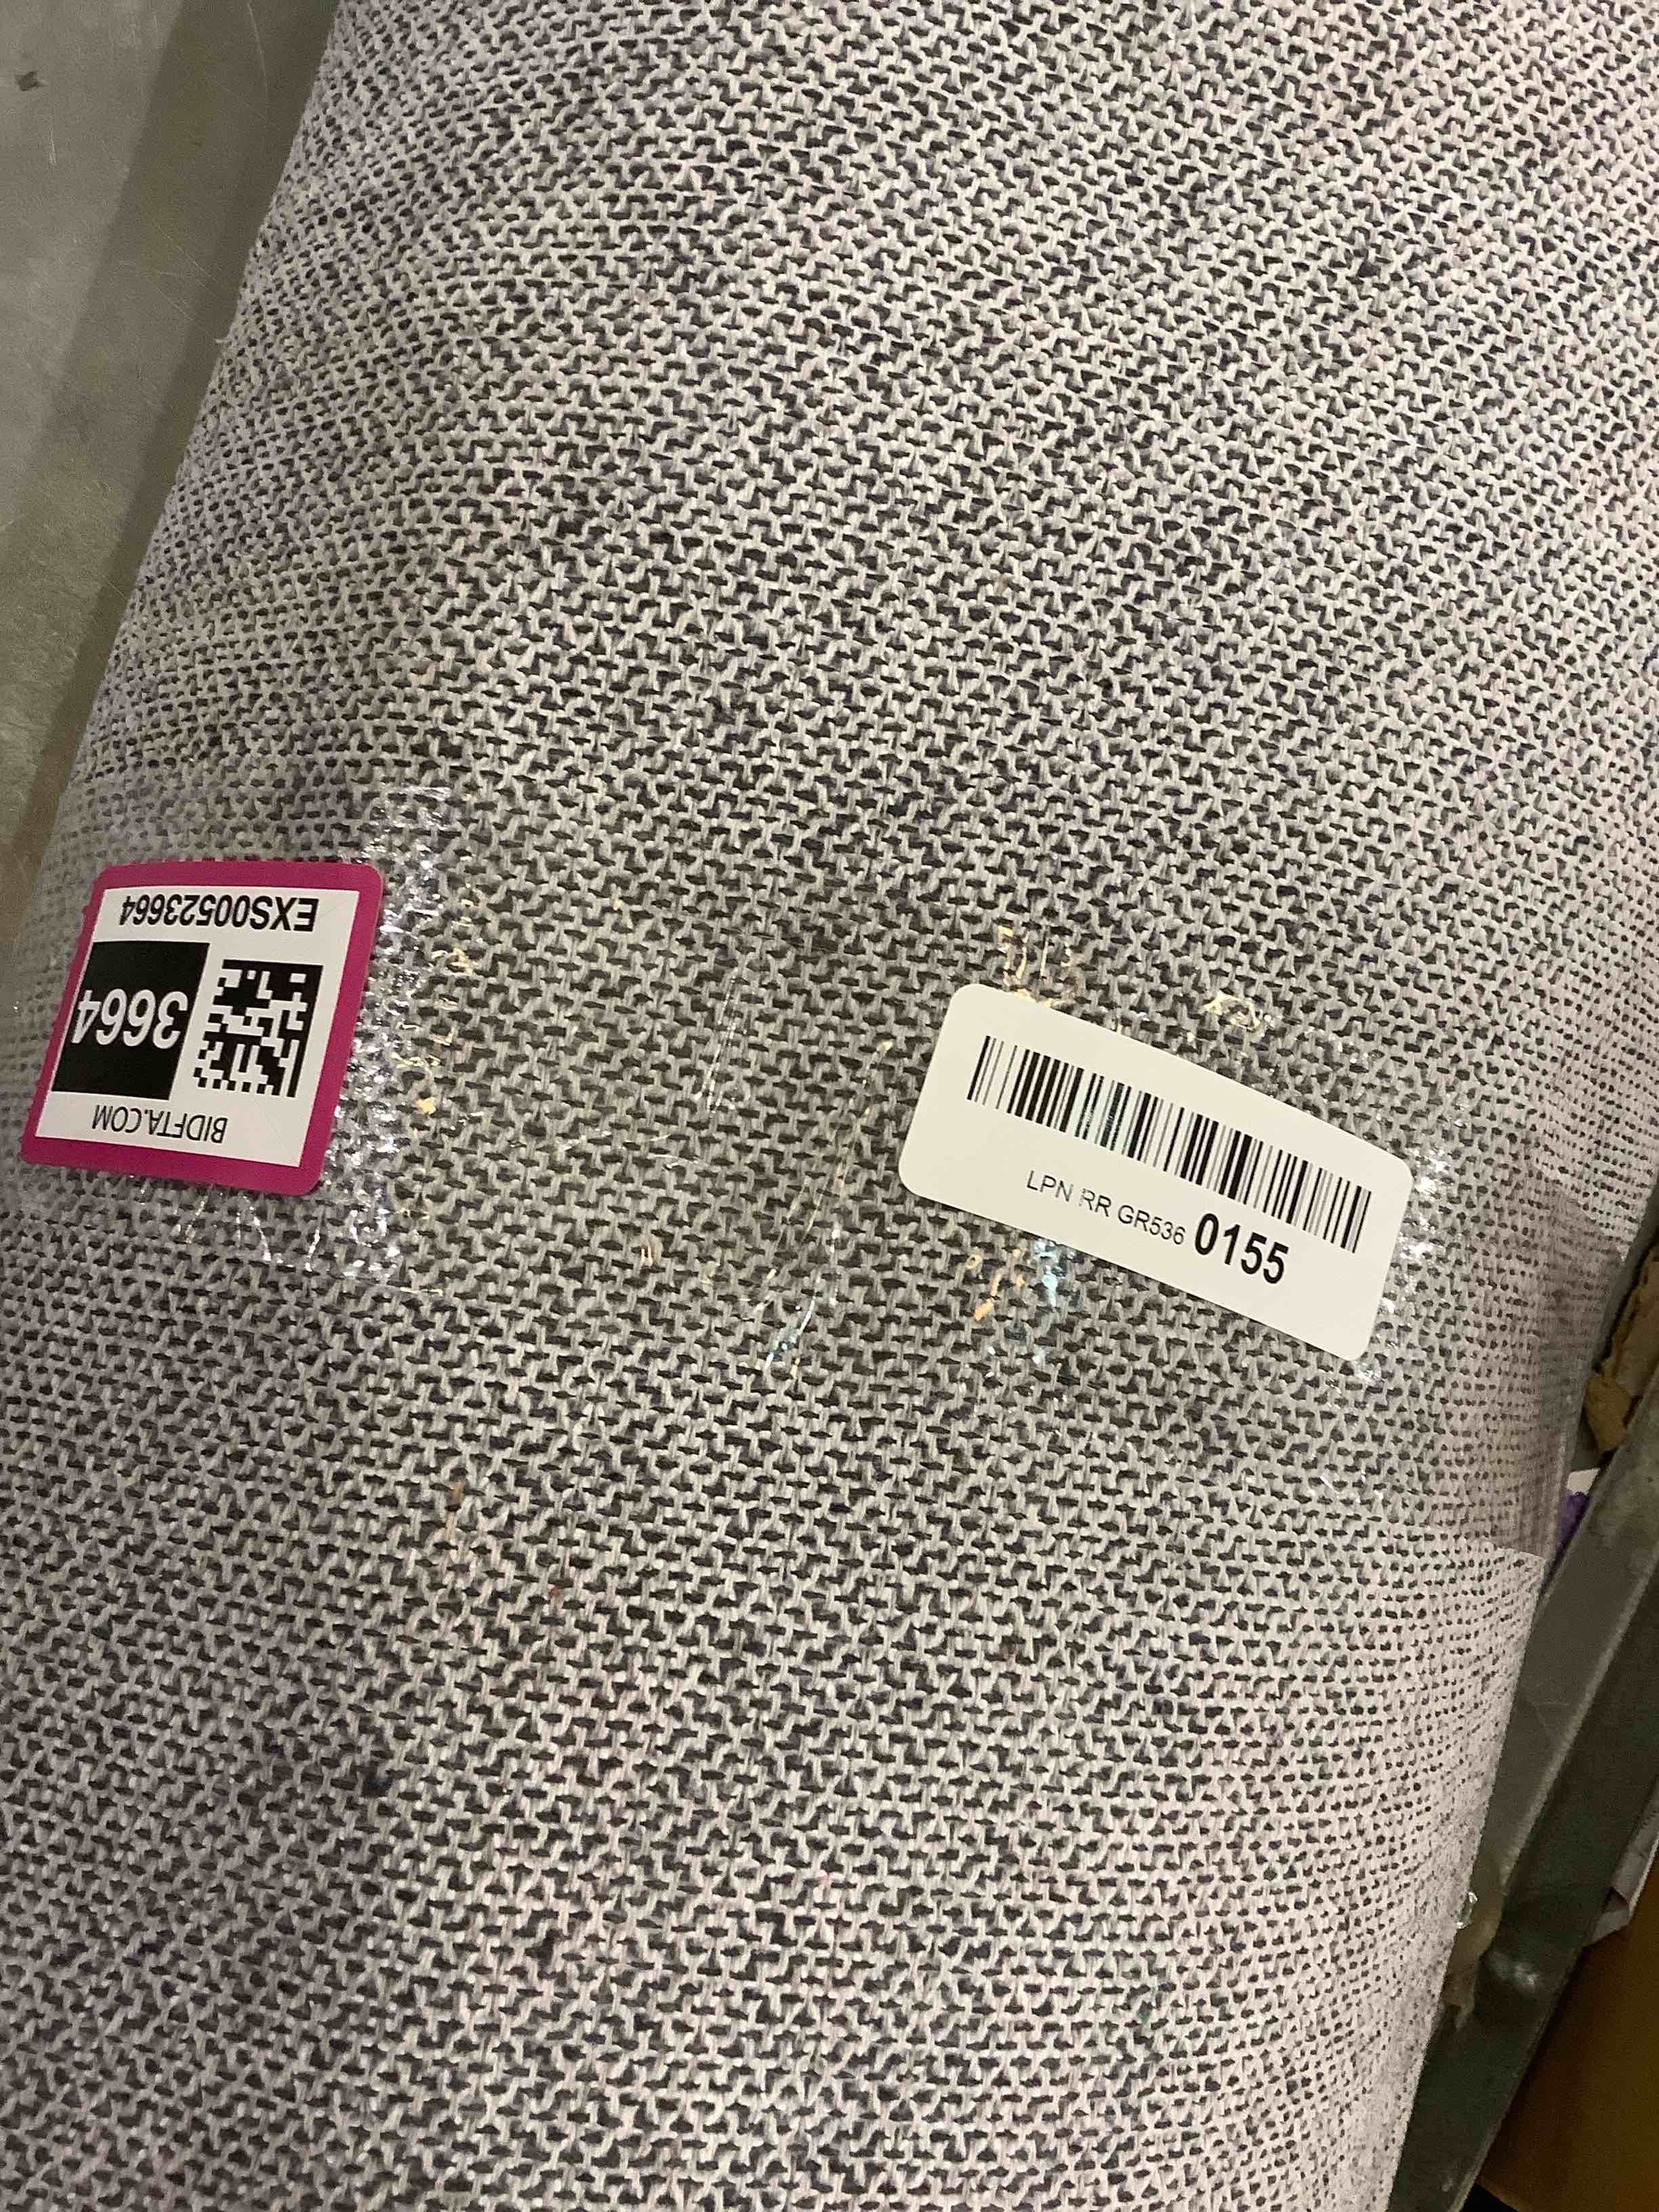 BIDFTA.COM
3664
EXS00523664
LPN RR GR536 0155